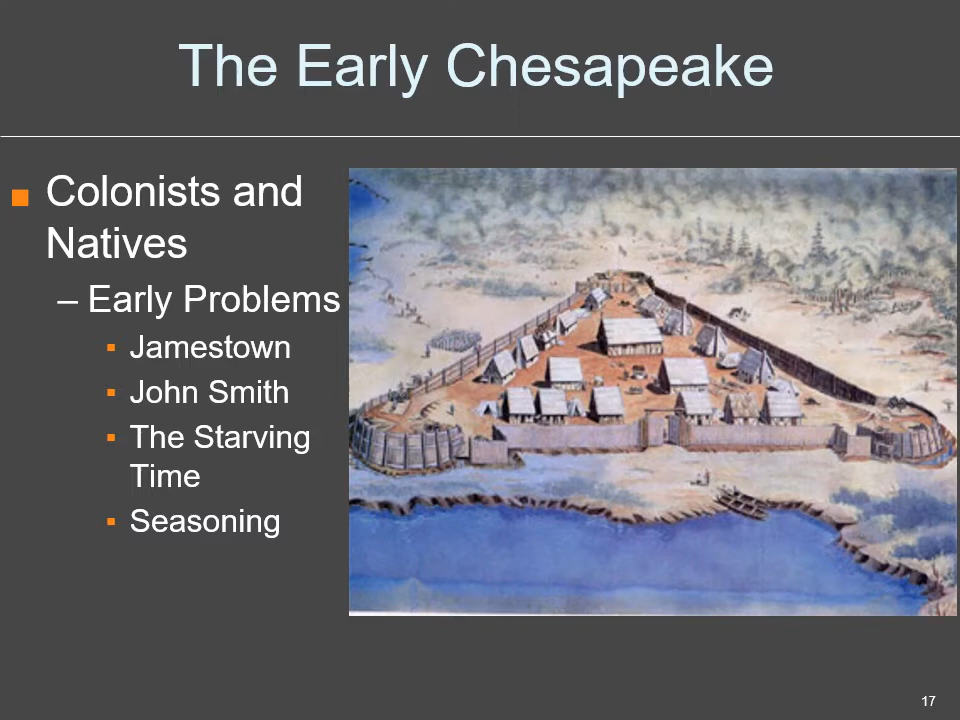 The Early Chesapeake
Colonists and
Natives
– Early Problems
Jamestown
John Smith
The Starving
Time
Seasoning
17